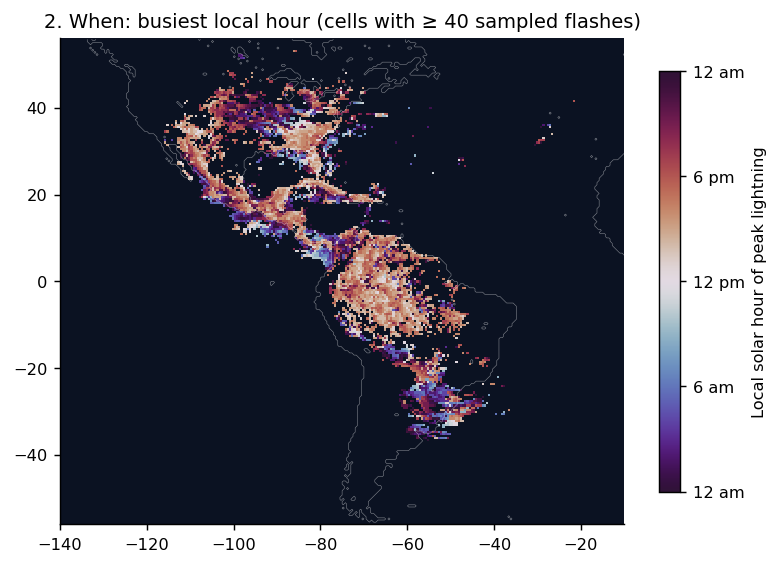 2. When: busiest local hour (cells with ≥ 40 sampled flashes)
40
20
0
−20
−40
−140
−120
−100
−80
−60
−40
−20
12 am
6 pm
12 pm
6 am
12 am
Local solar hour of peak lightning